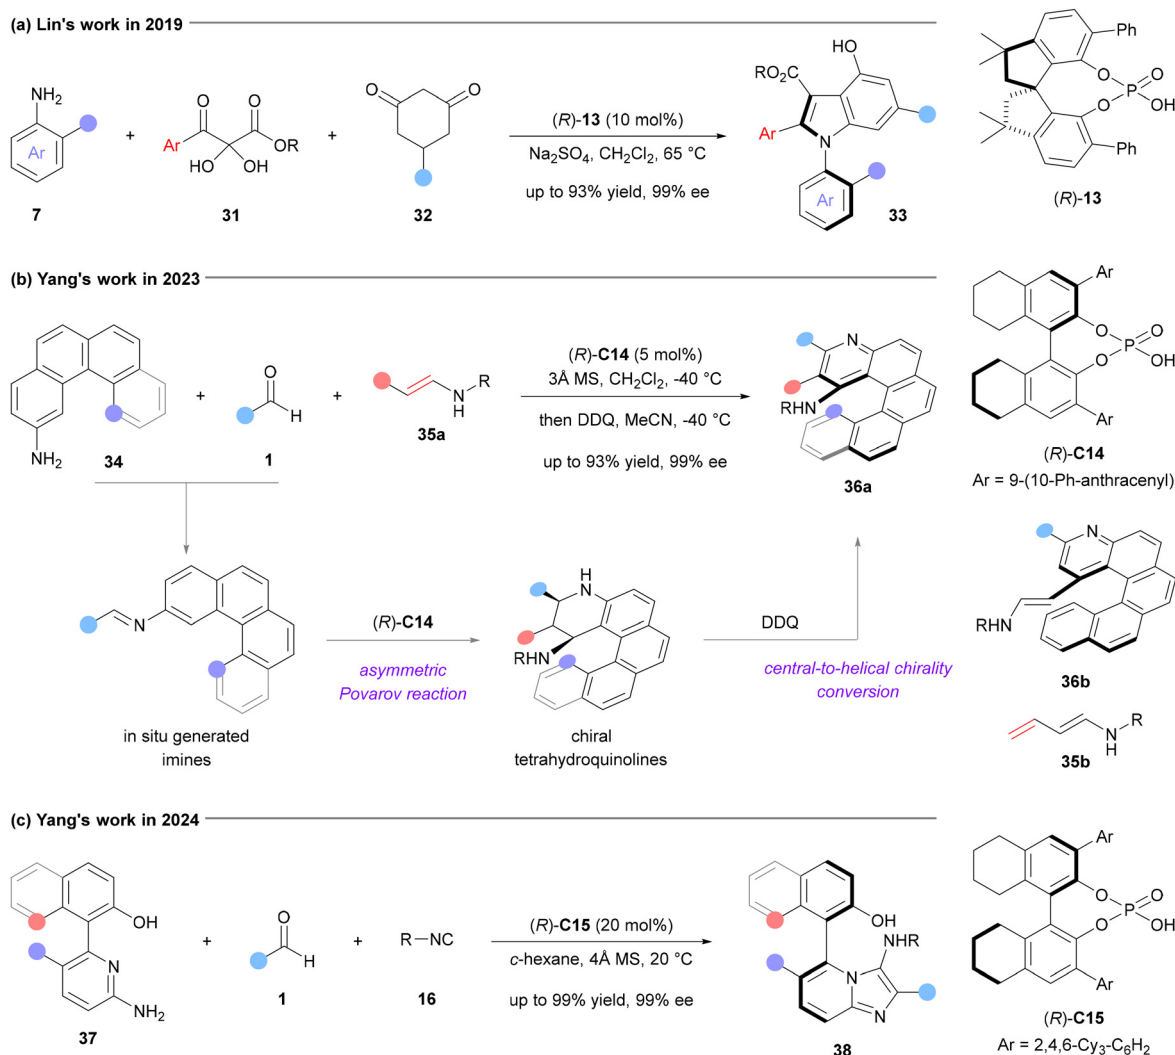 (a) Lin's work in 2019
NH2
Ar
7
+
O
O
Ar
OR
HO
OH
31
+
O
O
32
(R)-13 (10 mol%)
Na2SO4, CH2Cl2, 65 °C
up to 93% yield, 99% ee
HO
RO2C
Ar
N
Ar
33
Ph
O
O
P
O
OH
Ph
(R)-13
(b) Yang's work in 2023
NH2
34
+
O
H
1
+
N
H
R
35a
(R)-C14 (5 mol%)
3Å MS, CH2Cl2, -40 °C
then DDQ, MeCN, -40 °C
up to 93% yield, 99% ee
N
RHN
36a
Ar
O
O
P
O
OH
Ar
(R)-C14
Ar = 9-(10-Ph-anthracenyl)
N
in situ generated
imines
(R)-C14
asymmetric
Povarov reaction
H
N
RHN
chiral
tetrahydroquinolines
DDQ
central-to-helical chirality
conversion
N
RHN
36b
N
H
R
35b
(c) Yang's work in 2024
OH
N
NH2
37
+
O
H
1
+
R—NC
16
(R)-C15 (20 mol%)
c-hexane, 4Å MS, 20 °C
up to 99% yield, 99% ee
OH
NHR
N
N
38
Ar
O
O
P
O
OH
Ar
(R)-C15
Ar = 2,4,6-Cy3-C6H2